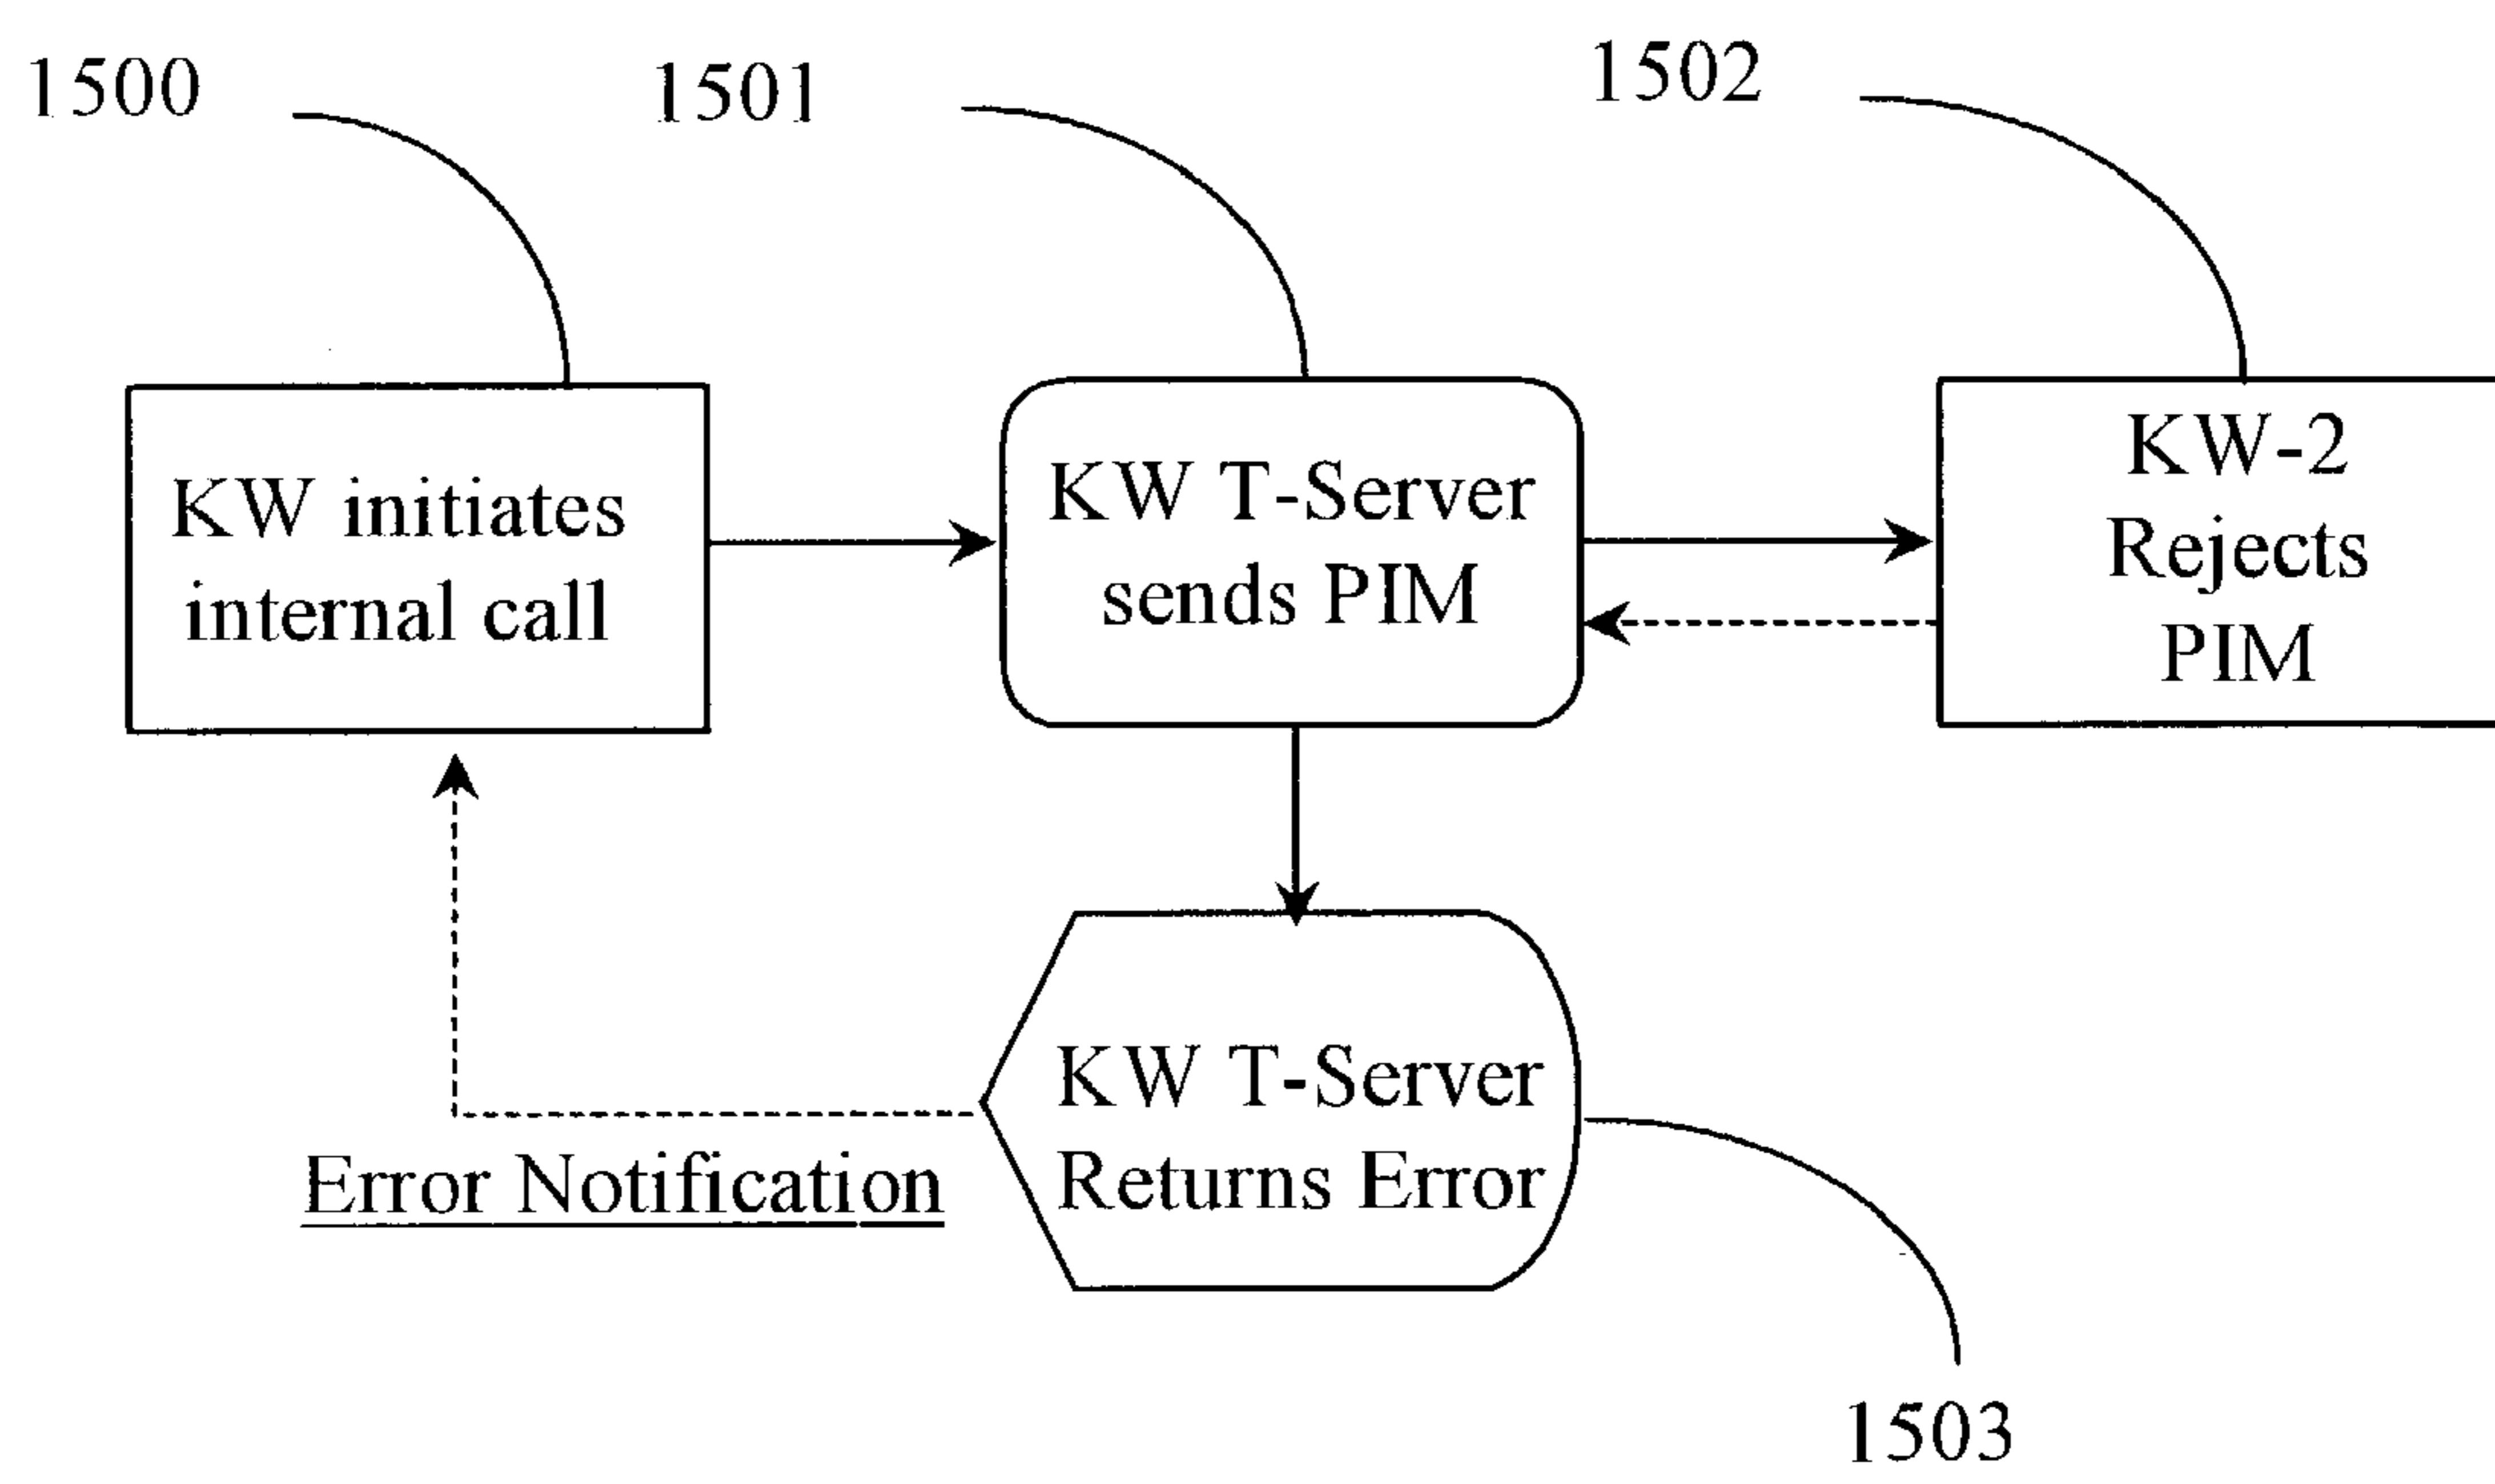 1500
1501
1502
KW initiates
internal call
KW T-Server
sends PIM
KW-2
Rejects
PIM
KW T-Server
Returns Error
Error Notification
1503